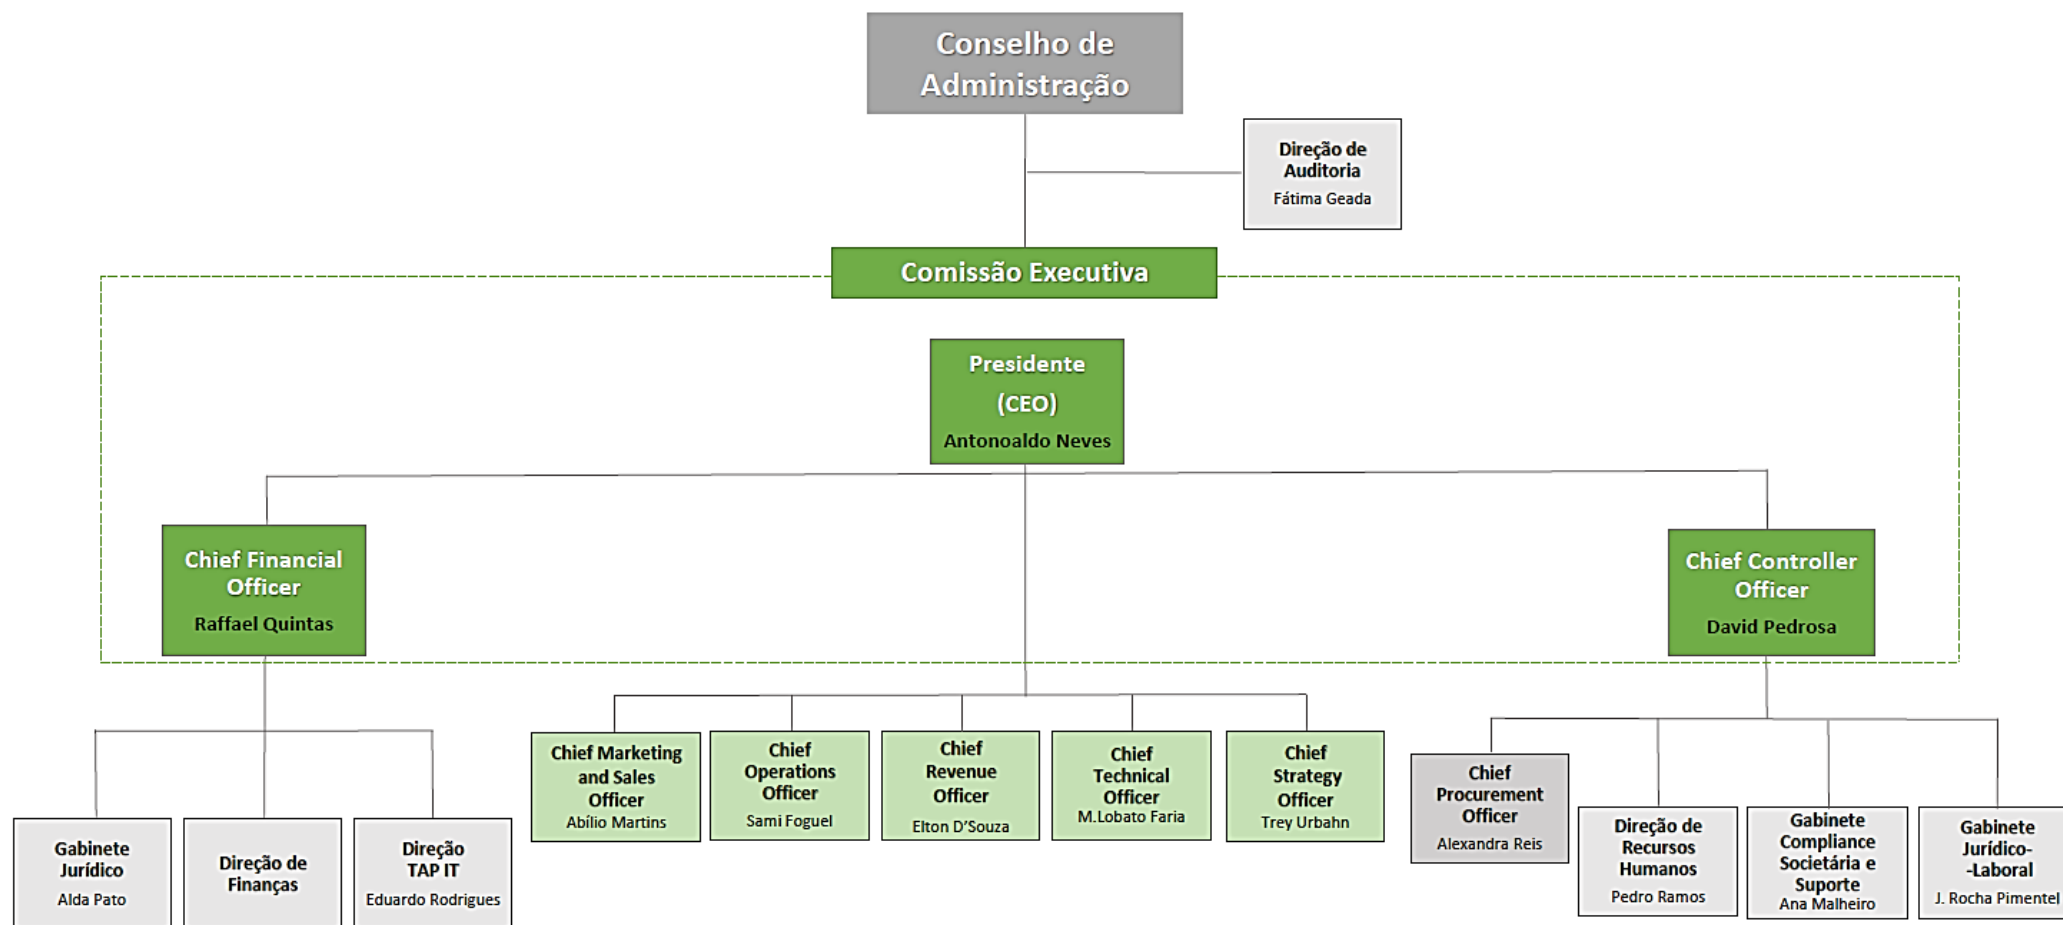 Conselho de
Administração
Direção de
Auditoria
Fátima Geada
Comissão Executiva
Presidente
(CEO)
Antonoaldo Neves
Chief Financial
Officer
Raffael Quintas
Chief Controller
Officer
David Pedrosa
Gabinete
Jurídico
Alda Pato
Direção de
Finanças
Direção
TAP IT
Eduardo Rodrigues
Chief Marketing
and Sales
Officer
Abílio Martins
Chief
Operations
Officer
Sami Foguel
Chief
Revenue
Officer
Elton D'Souza
Chief
Technical
Officer
M.Lobato Faria
Chief
Strategy
Officer
Trey Urbahn
Chief
Procurement
Officer
Alexandra Reis
Direção de
Recursos
Humanos
Pedro Ramos
Gabinete
Compliance
Societária e
Suporte
Ana Malheiro
Gabinete
Jurídico-
-Laboral
J. Rocha Pimentel